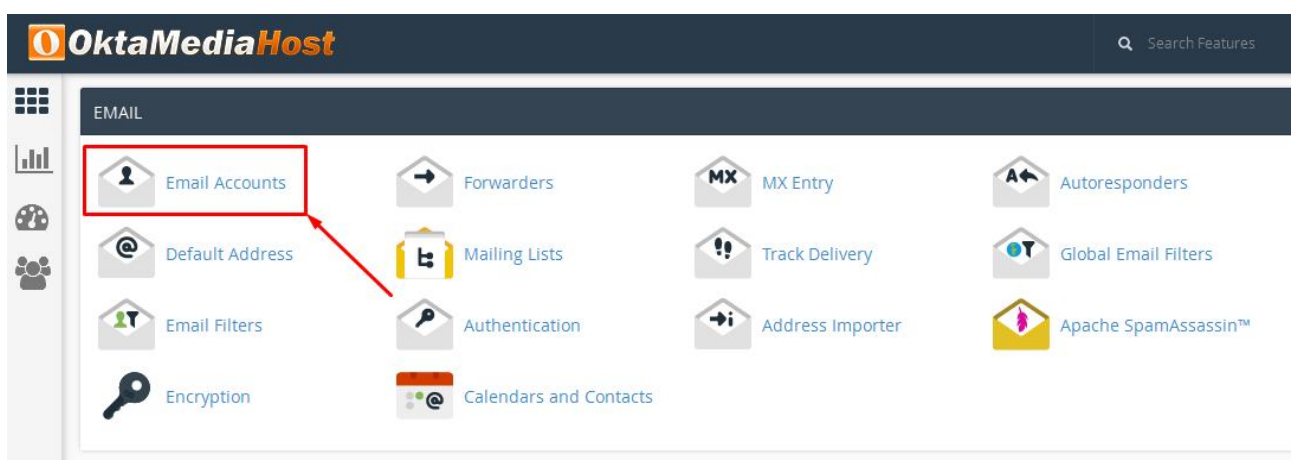 OktaMediaHost
Search Features
EMAIL
Email Accounts
Forwarders
MX
MX Entry
A
Autoresponders
@
Default Address
Mailing Lists
!!
Track Delivery
Global Email Filters
Email Filters
Authentication
i
Address Importer
Apache SpamAssassin™
Encryption
@
Calendars and Contacts